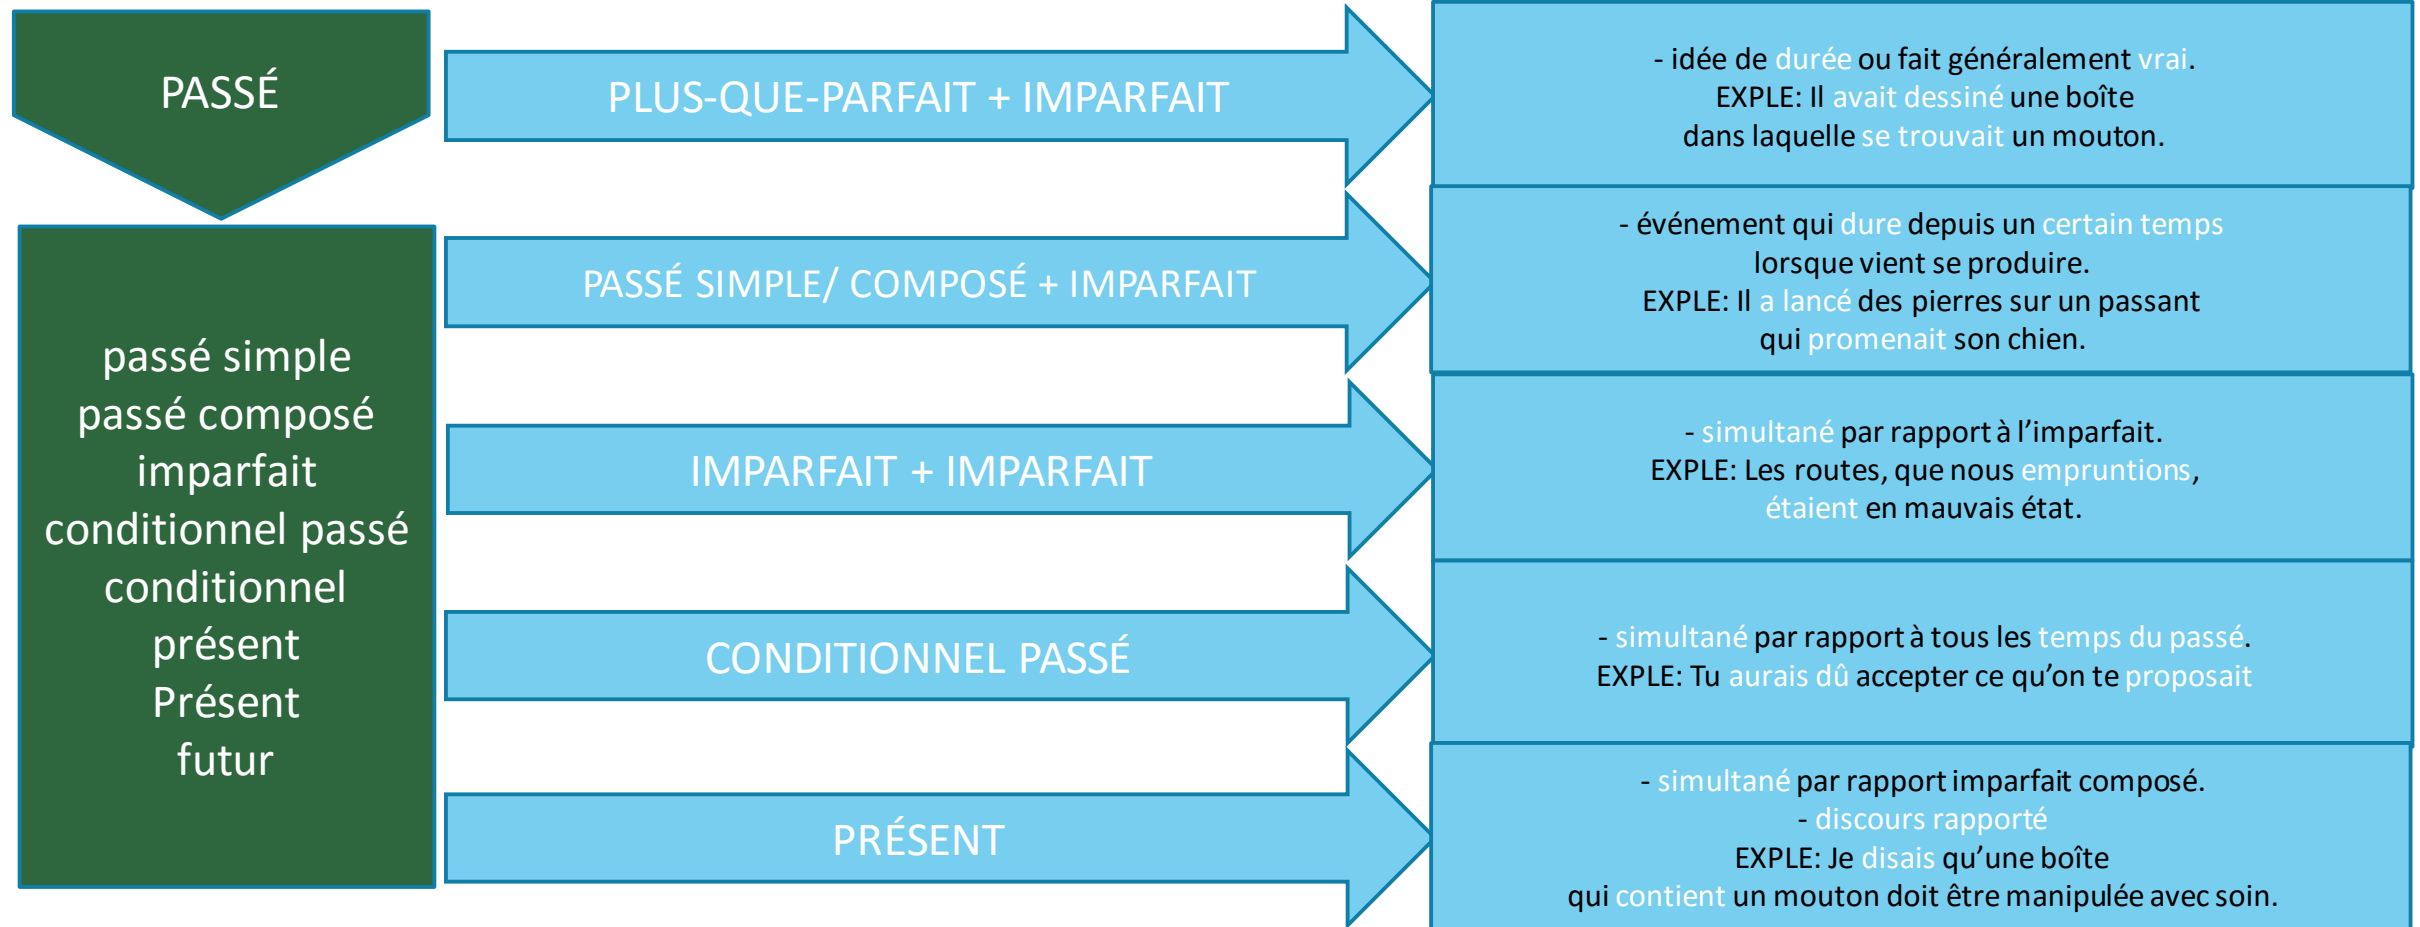 PASSÉ
passé simple
passé composé
imparfait
conditionnel passé
conditionnel
présent
Présent
futur
PLUS-QUE-PARFAIT + IMPARFAIT
- idée de durée ou fait généralement vrai.
EXPLE: Il avait dessiné une boîte
dans laquelle se trouvait un mouton.
PASSÉ SIMPLE/ COMPOSÉ + IMPARFAIT
- événement qui dure depuis un certain temps
lorsque vient se produire.
EXPLE: Il a lancé des pierres sur un passant
qui promenait son chien.
IMPARFAIT + IMPARFAIT
- simultané par rapport à l’imparfait.
EXPLE: Les routes, que nous empruntions,
étaient en mauvais état.
CONDITIONNEL PASSÉ
- simultané par rapport à tous les temps du passé.
EXPLE: Tu aurais dû accepter ce qu’on te proposait
PRÉSENT
- simultané par rapport imparfait composé.
- discours rapporté
EXPLE: Je disais qu’une boîte
qui contient un mouton doit être manipulée avec soin.